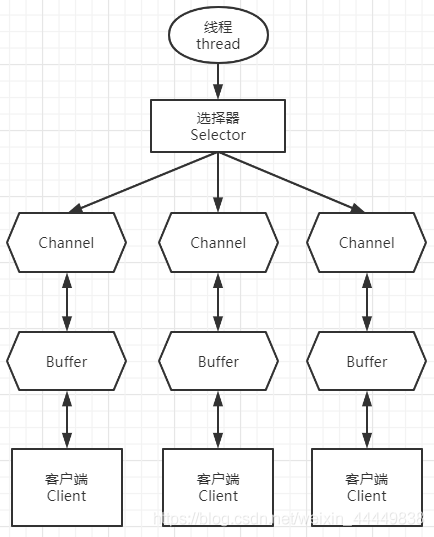 线程
thread
选择器
Selector
Channel
Channel
Channel
Buffer
Buffer
Buffer
客户端
Client
客户端
Client
客户端
Client
https://blog.csdn.net/weixin_44449838